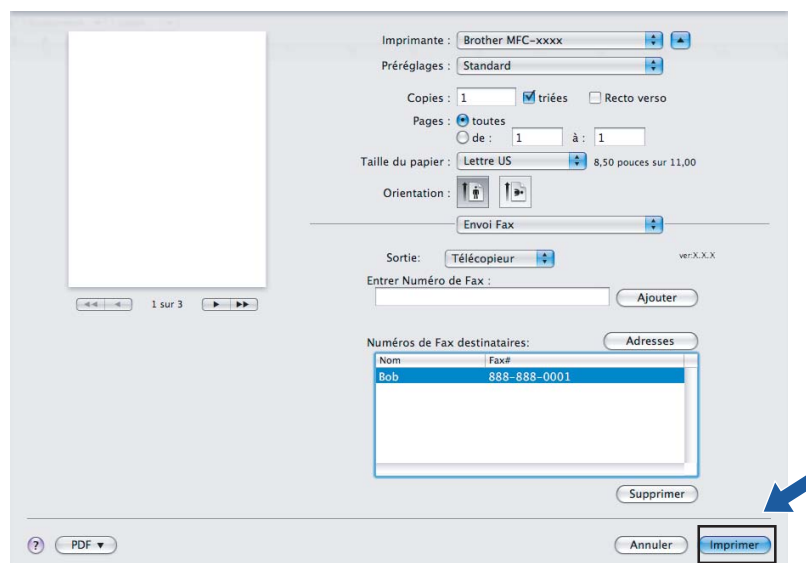 Imprimante : Brother MFC-xxxx
Préréglages : Standard
Copies : 1 triées Recto verso
Pages : toutes
de : 1 à : 1
Taille du papier : Lettre US 8,50 pouces sur 11,00
Orientation :
Envoi Fax
Sortie: Télécopieur ver.X.X.X
Entrer Numéro de Fax :
Ajouter
1 sur 3
Numéros de Fax destinataires: Adresses
Nom Fax#
Bob 888-888-0001
Supprimer
? PDF ▼ Annuler Imprimer